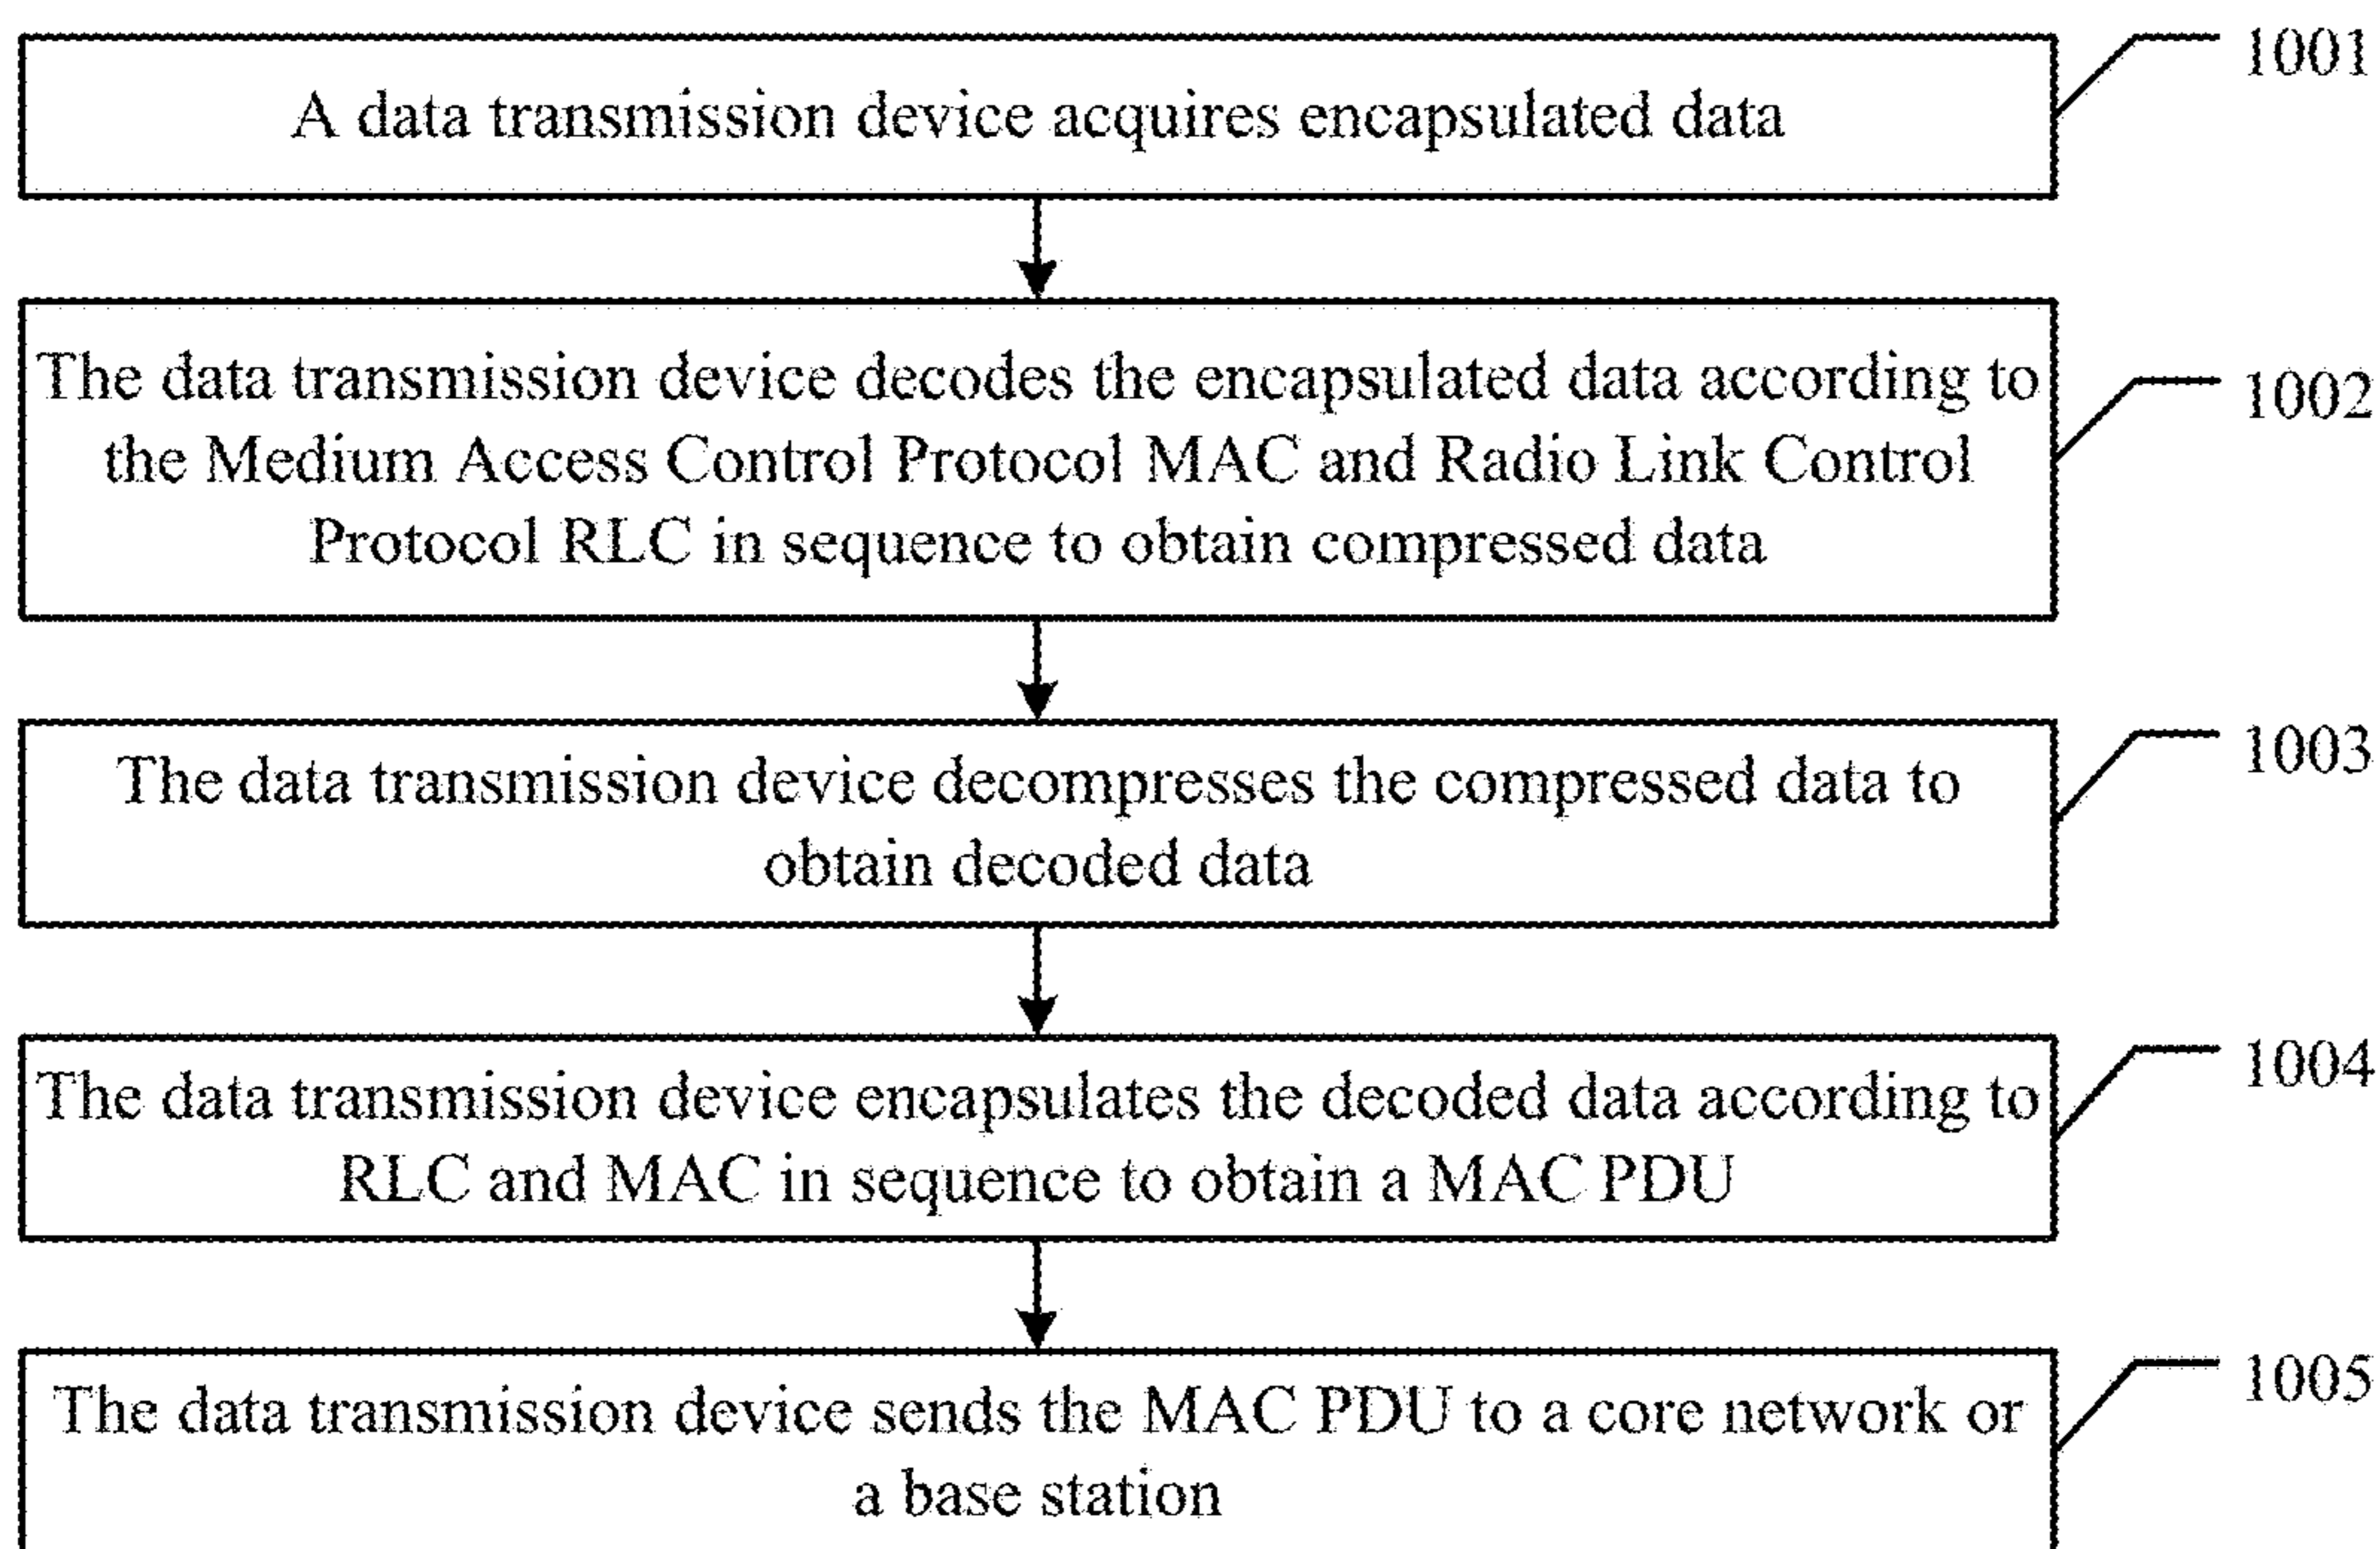 1001
A data transmission device acquires encapsulated data
The data transmission device decodes the encapsulated data according to
1002
the Medium Access Control Protocol MAC and Radio Link Control
Protocol RLC in sequence to obtain compressed data
1003
The data transmission device decompresses the compressed data to
obtain decoded data
1004
The data transmission device encapsulates the decoded data according to
RLC and MAC in sequence to obtain a MAC PDU
1005
The data transmission device sends the MAC PDU to a core network or
a base station